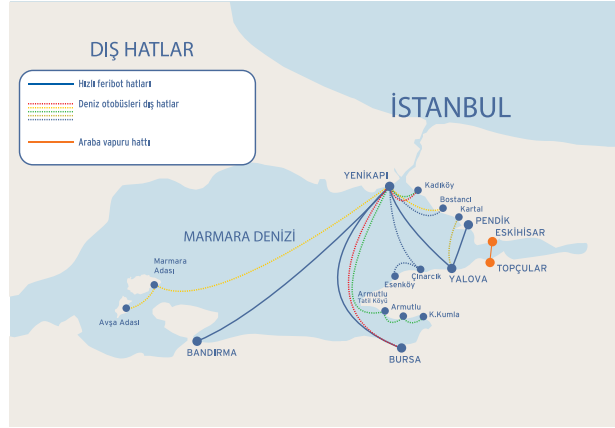 DIŞ HATLAR
Hızlı feribot hatları
Deniz otobüsleri dış hatlar
Araba vapuru hattı
İSTANBUL
YENİKAPI
Kadıköy
Bostancı
Kartal
PENDİK
ESKİHİSAR
MARMARA DENİZİ
Marmara
Adası
TOPÇULAR
YALOVA
Çınarcık
Esenköy
Armutlu
Tatil Köyü
Armutlu
K.Kumla
Avşa Adası
BANDIRMA
BURSA